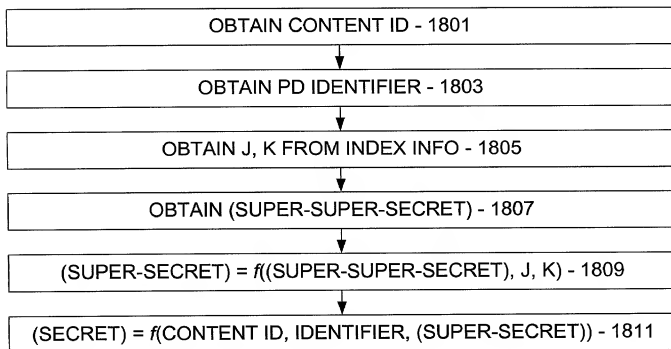 OBTAIN CONTENT ID - 1801
OBTAIN PD IDENTIFIER - 1803
OBTAIN J, K FROM INDEX INFO - 1805
OBTAIN (SUPER-SUPER-SECRET) - 1807
(SUPER-SECRET) = f((SUPER-SUPER-SECRET), J, K) - 1809
(SECRET) = f(CONTENT ID, IDENTIFIER, (SUPER-SECRET)) - 1811